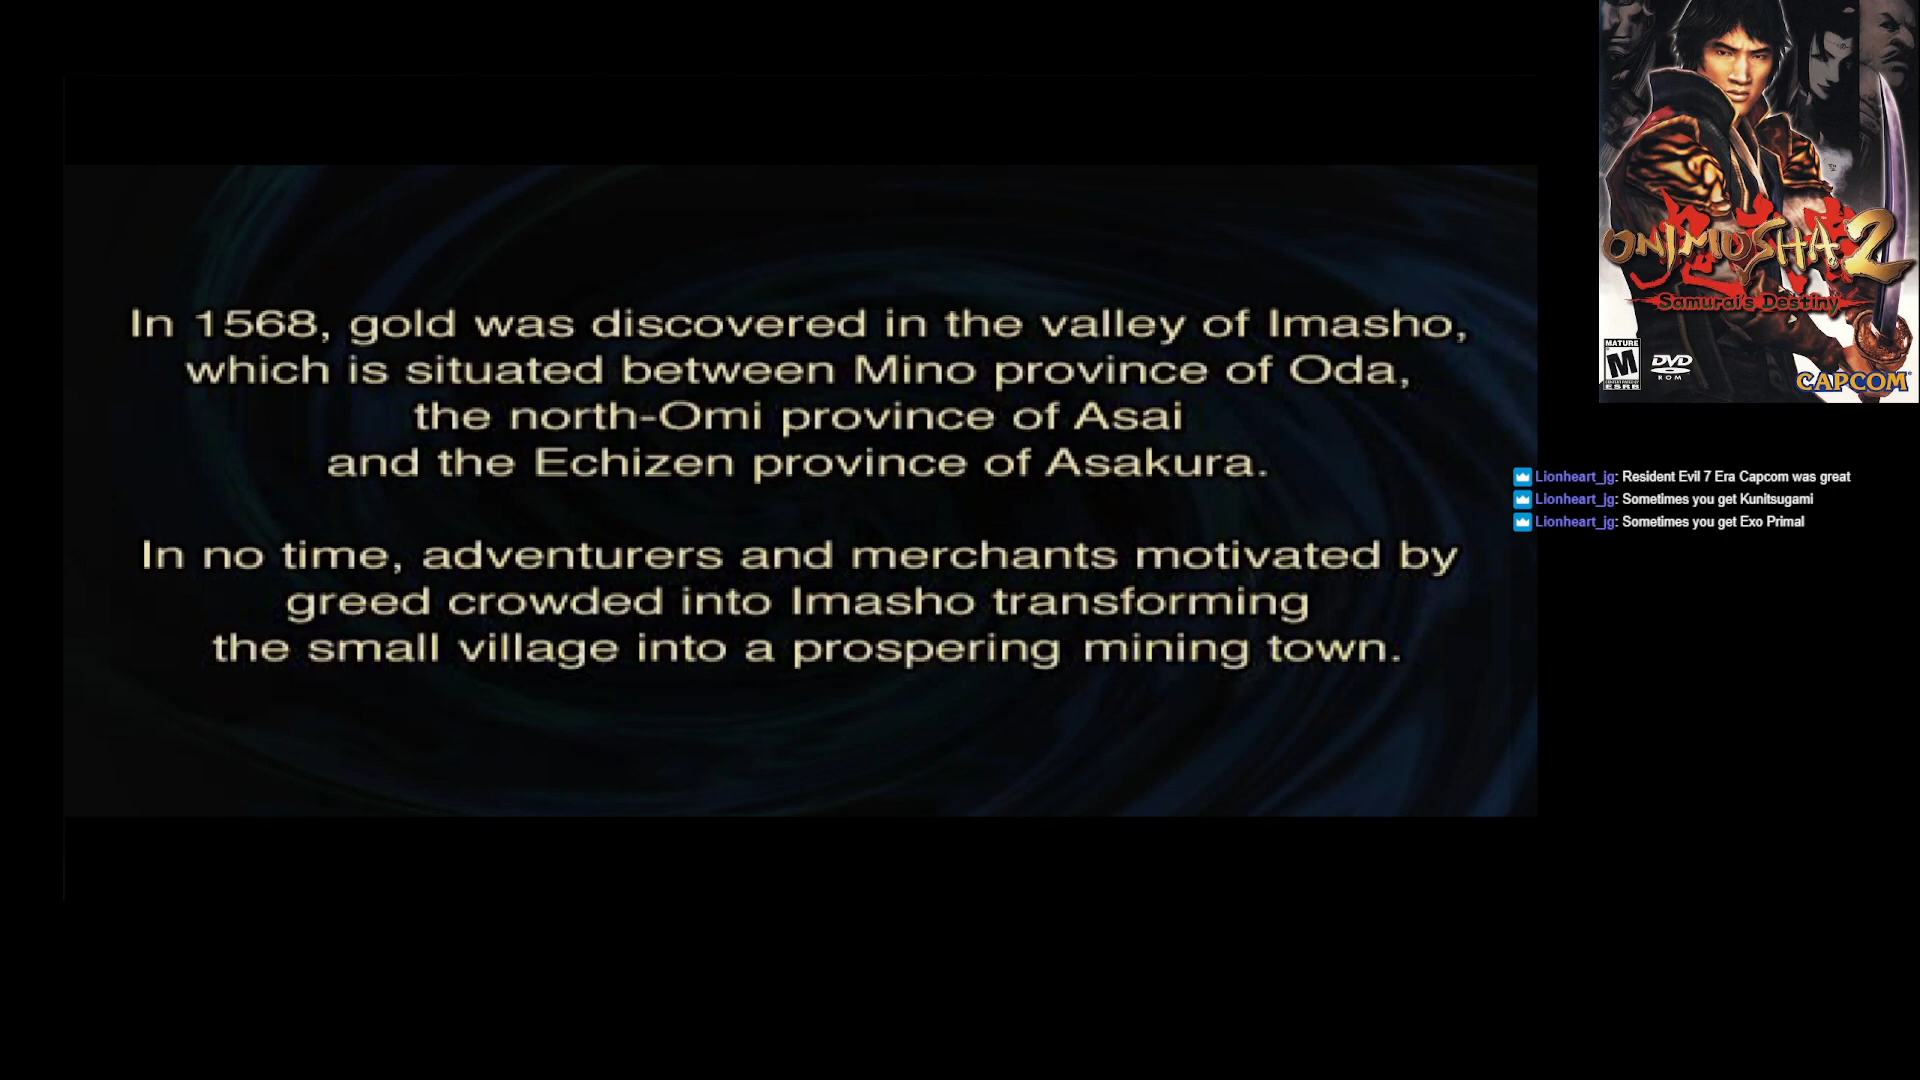 In 1568, gold was discovered in the valley of Imasho,
which is situated between Mino province of Oda,
the north-Omi province of Asai
and the Echizen province of Asakura.
In no time, adventurers and merchants motivated by
greed crowded into Imasho transforming
the small village into a prospering mining town.
ONIMUSHA 2
Samurai's Destiny
MATURE
M
ESRB
DVD
ROM
CAPCOM
Lionheart_jg: Resident Evil 7 Era Capcom was great
Lionheart_jg: Sometimes you get Kunitsugami
Lionheart_jg: Sometimes you get Exo Primal